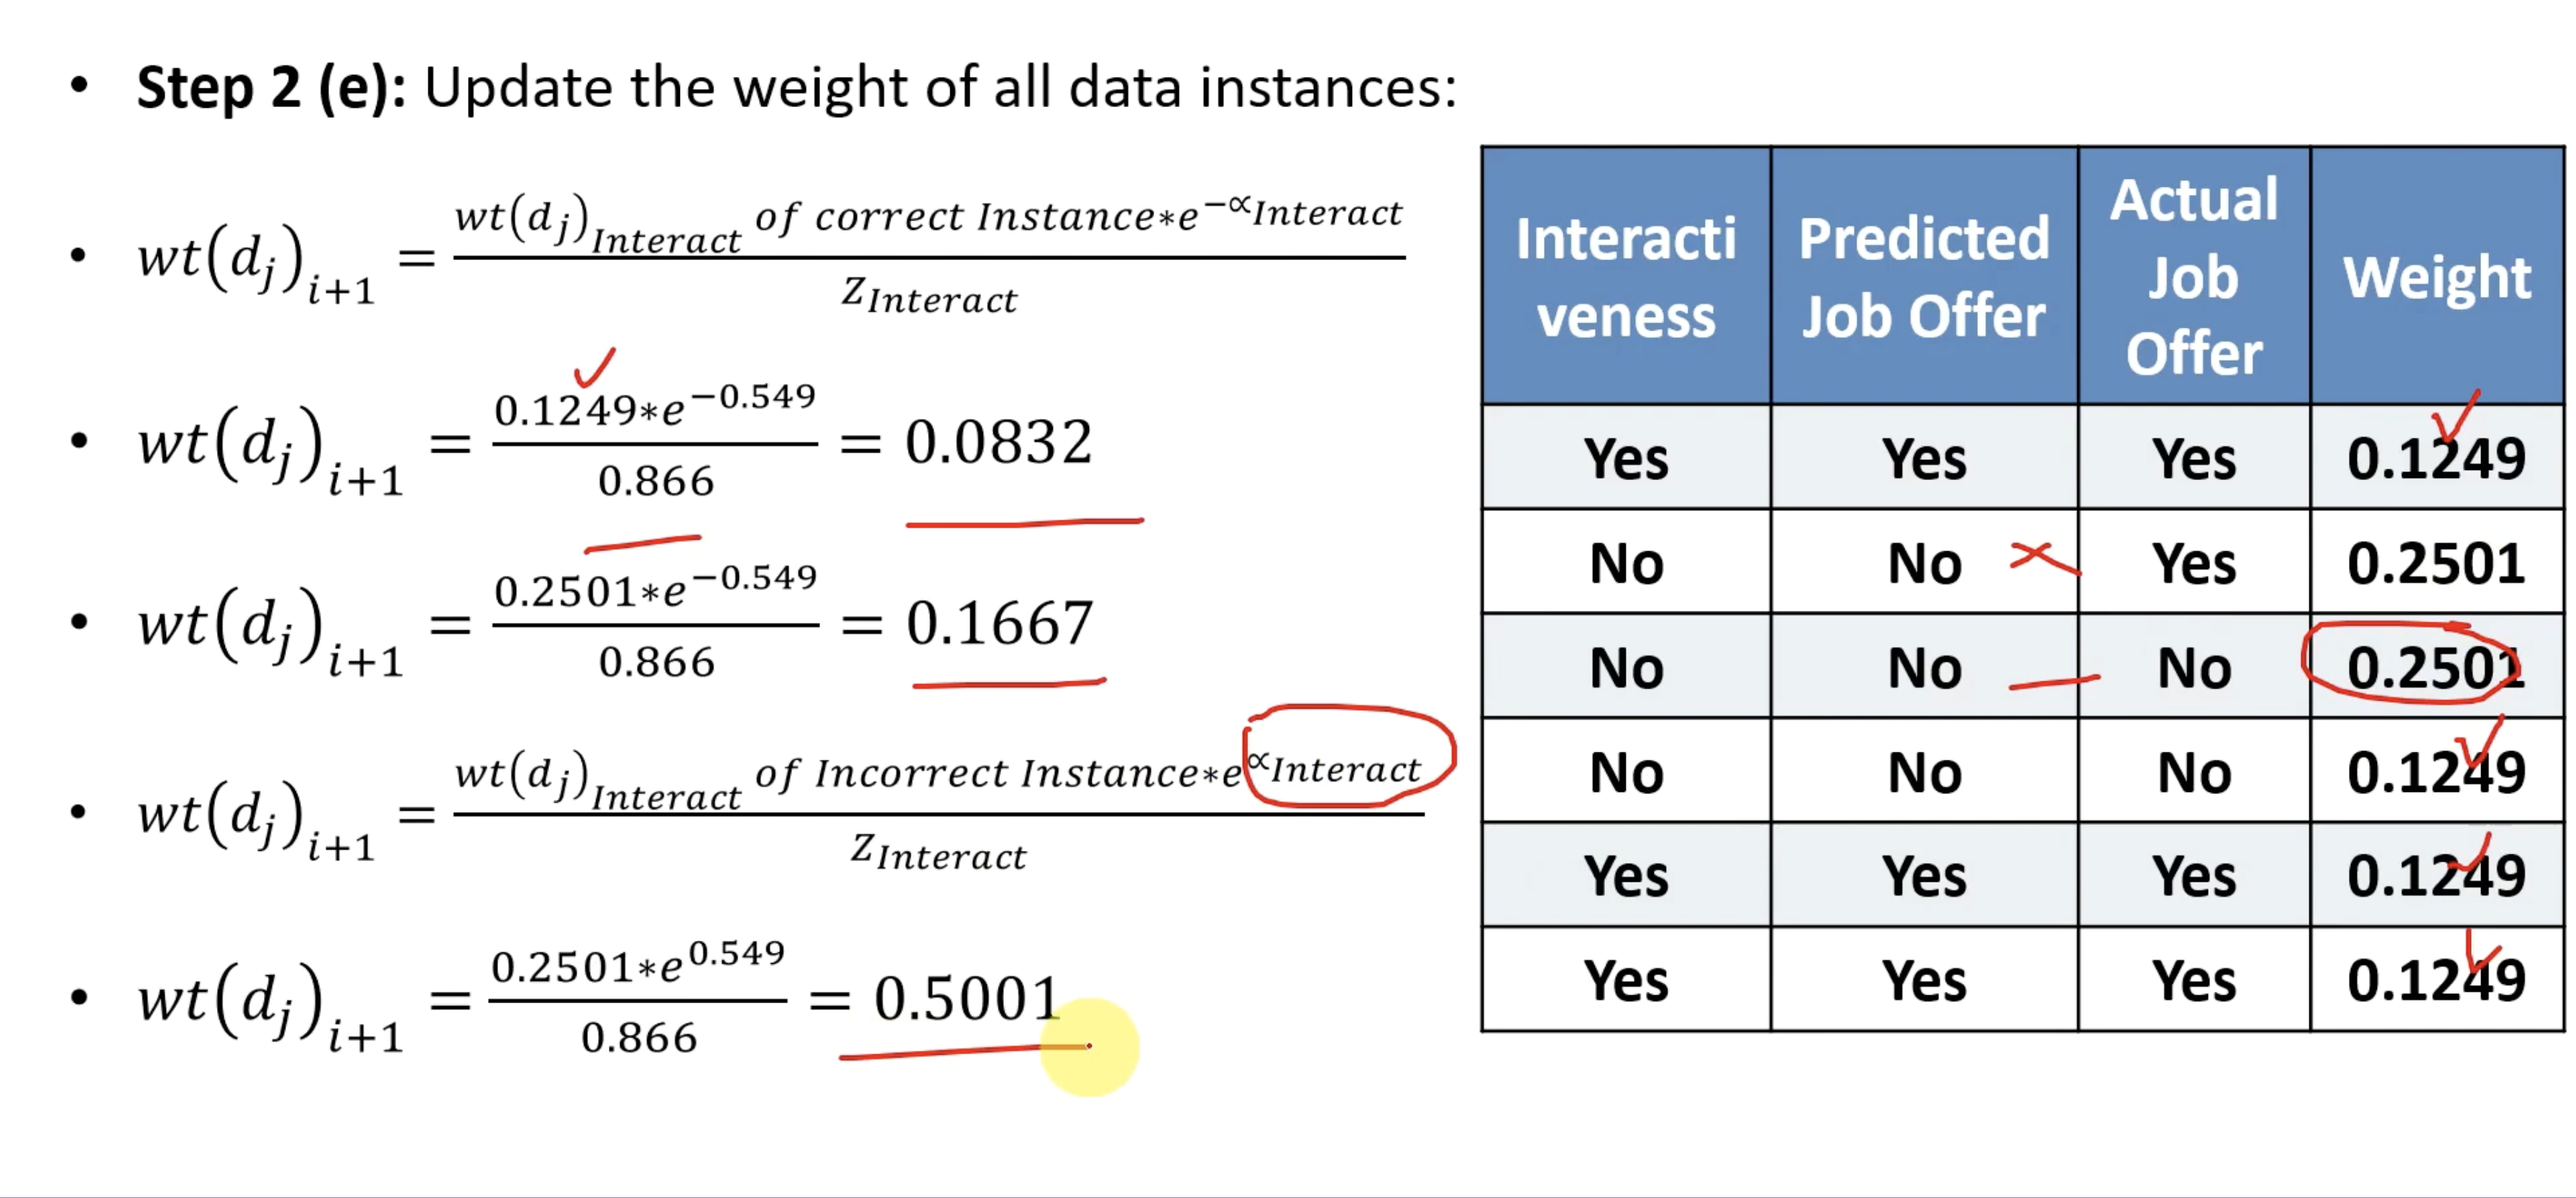 • Step 2 (e): Update the weight of all data instances:
• wt(d_j)_{i+1} = \frac{wt(d_j)_{Interact} of correct Instance*e^{-∝Interact}}{Z_{Interact}}
• wt(d_j)_{i+1} = \frac{0.1249*e^{-0.549}}{0.866} = 0.0832
• wt(d_j)_{i+1} = \frac{0.2501*e^{-0.549}}{0.866} = 0.1667
• wt(d_j)_{i+1} = \frac{wt(d_j)_{Interact} of Incorrect Instance*e^{∝Interact}}{Z_{Interact}}
• wt(d_j)_{i+1} = \frac{0.2501*e^{0.549}}{0.866} = 0.5001
Interacti
veness
Predicted
Job Offer
Actual
Job
Offer
Weight
Yes Yes Yes 0.1249
No No Yes 0.2501
No No No 0.2501
No No No 0.1249
Yes Yes Yes 0.1249
Yes Yes Yes 0.1249